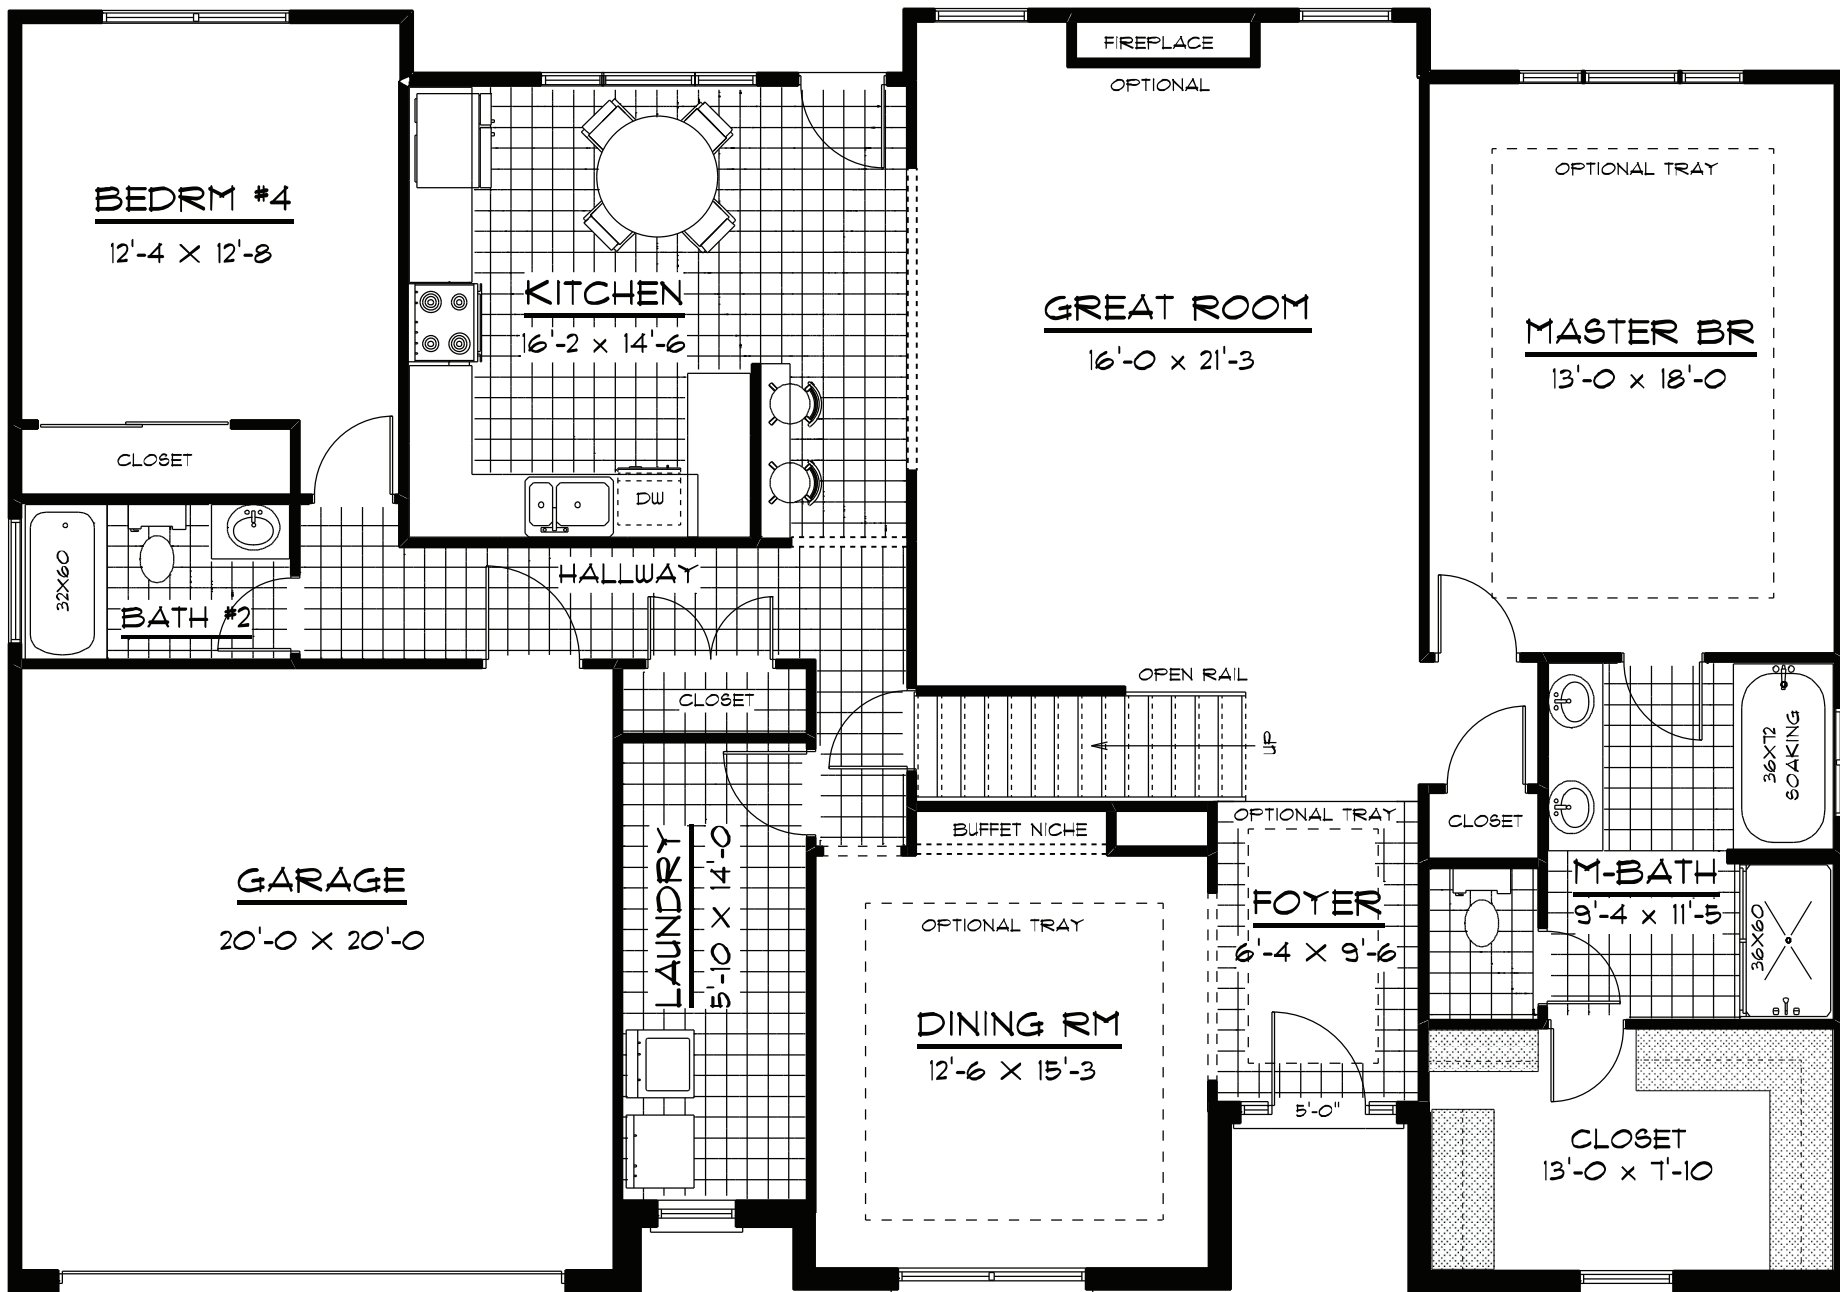 FIREPLACE
OPTIONAL
OPTIONAL TRAY
BEDRM #4
12'-4 X 12'-8
KITCHEN
16'-2 x 14'-6
GREAT ROOM
16'-0 x 21'-3
MASTER BR
13'-0 x 18'-0
CLOSET
DW
32X60
BATH #2
HALLWAY
CLOSET
OPEN RAIL
UP
36X72
SOAKING
BUFFET NICHE
OPTIONAL TRAY
CLOSET
GARAGE
20'-0 X 20'-0
LAUNDRY
5'-10 X 14'-0
OPTIONAL TRAY
FOYER
6'-4 X 9'-6
M-BATH
9'-4 x 11'-5
36X60
DINING RM
12'-6 X 15'-3
5'-0"
CLOSET
13'-0 x 7'-10